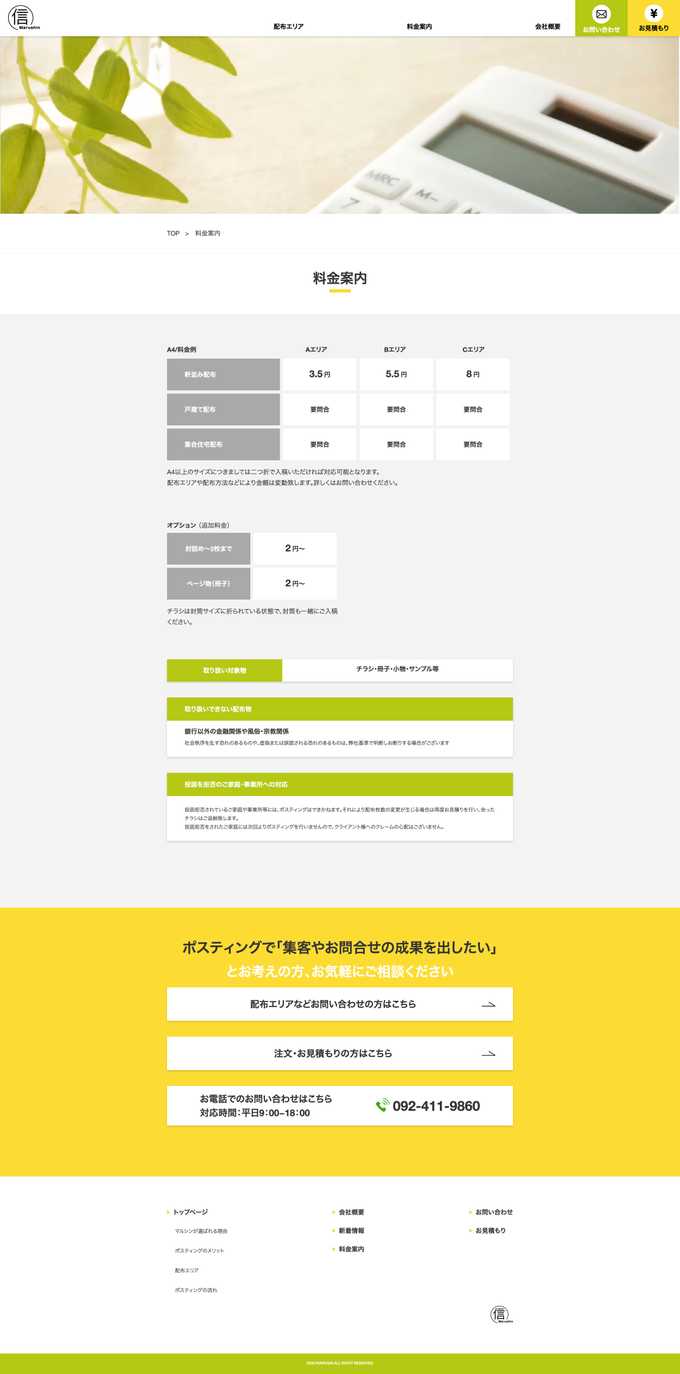 信
Marushin
配布エリア
料金案内
会社概要
お問い合わせ
¥
お見積もり
MRC
M-
7
TOP > 料金案内
料金案内
A4/料金例 Aエリア Bエリア Cエリア
軒並み配布 3.5 円 5.5 円 8 円
戸建て配布 要問合 要問合 要問合
集合住宅配布 要問合 要問合 要問合
A4以上のサイズにつきましては二つ折で入稿いただければ対応可能となります。
配布エリアや配布方法などにより金額は変動致します。詳しくはお問い合わせください。
オプション（追加料金）
封詰め〜3枚まで 2 円〜
ページ物（冊子） 2 円〜
チラシは封筒サイズに折られている状態で、封筒も一緒にご入稿
ください。
取り扱い対象物 チラシ・冊子・小物・サンプル等
取り扱いできない配布物
銀行以外の金融関係や風俗・宗教関係
社会秩序を乱す恐れのあるものや、虚偽または誤認される恐れのあるものは、弊社基準で判断しお断りする場合がございます
投函を拒否のご家庭・事業所への対応
投函拒否されているご家庭や事業所等には、ポスティングはできかねます。それにより配布枚数の変更が生じる場合は再度お見積りを行い、余った
チラシはご返却致します。
投函拒否をされたご家庭には次回よりポスティングを行いませんので、クライアント様へのクレームの心配はございません。
ポスティングで「集客やお問合せの成果を出したい」
とお考えの方、お気軽にご相談ください
配布エリアなどお問い合わせの方はこちら
注文・お見積もりの方はこちら
お電話でのお問い合わせはこちら
対応時間：平日9：00~18：00
092-411-9860
トップページ
マルシンが選ばれる理由
ポスティングのメリット
配布エリア
ポスティングの流れ
会社概要
新着情報
料金案内
お問い合わせ
お見積もり
信
Marushin